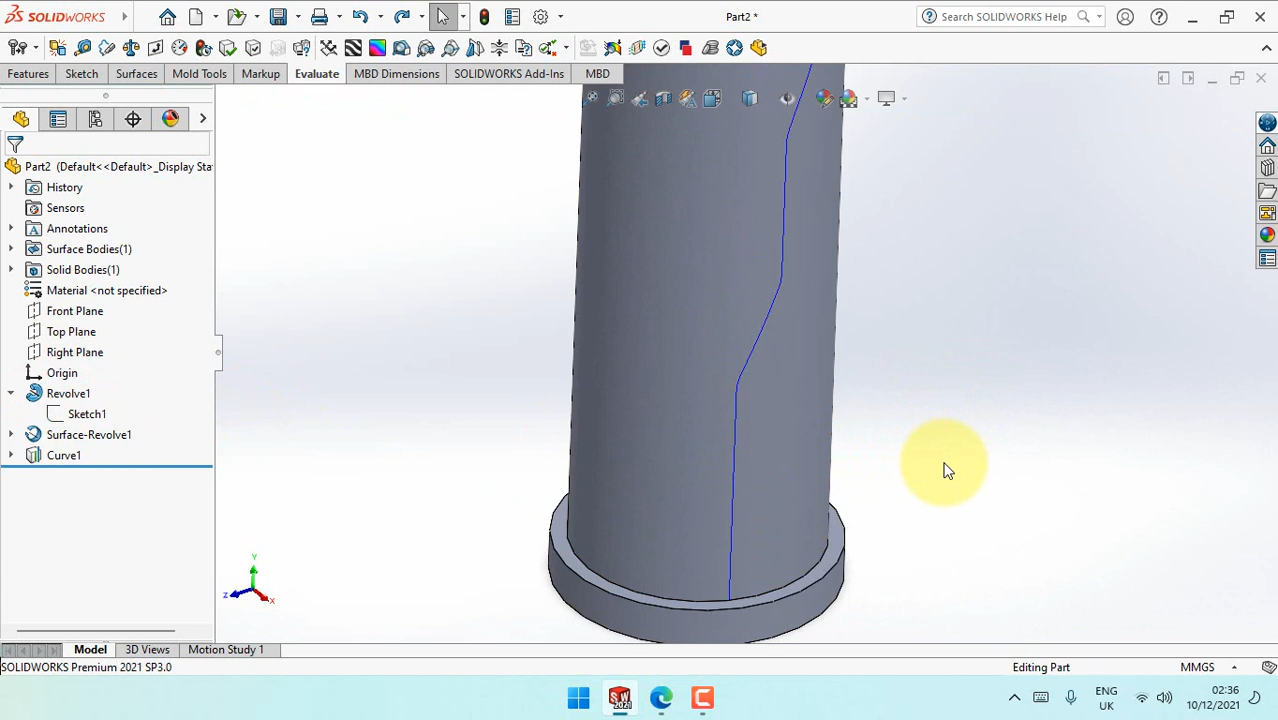 SOLIDWORKS
Part2 *
Search SOLIDWORKS Help
Features
Sketch
Surfaces
Mold Tools
Markup
Evaluate
MBD Dimensions
SOLIDWORKS Add-Ins
MBD
Part2 (Default<<Default>_Display Sta
History
Sensors
Annotations
Surface Bodies(1)
Solid Bodies(1)
Material <not specified>
Front Plane
Top Plane
Right Plane
Origin
Revolve1
Sketch1
Surface-Revolve1
Curve1
Y
Z
X
Model
3D Views
Motion Study 1
SOLIDWORKS Premium 2021 SP3.0
Editing Part
MMGS
ENG
UK
02:36
10/12/2021